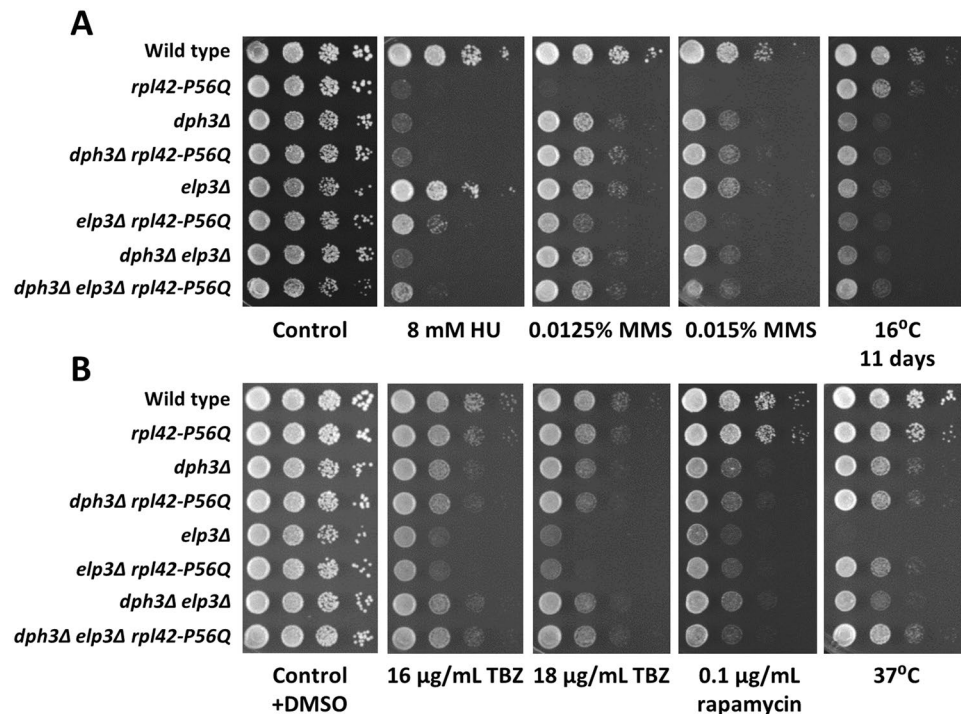 A
Wild type
rpl42-P56Q
dph3Δ
dph3Δ rpl42-P56Q
elp3Δ
elp3Δ rpl42-P56Q
dph3Δ elp3Δ
dph3Δ elp3Δ rpl42-P56Q
Control
8 mM HU
0.0125% MMS
0.015% MMS
16⁰C
11 days
B
Wild type
rpl42-P56Q
dph3Δ
dph3Δ rpl42-P56Q
elp3Δ
elp3Δ rpl42-P56Q
dph3Δ elp3Δ
dph3Δ elp3Δ rpl42-P56Q
Control
+DMSO
16 µg/mL TBZ
18 µg/mL TBZ
0.1 µg/mL
rapamycin
37⁰C